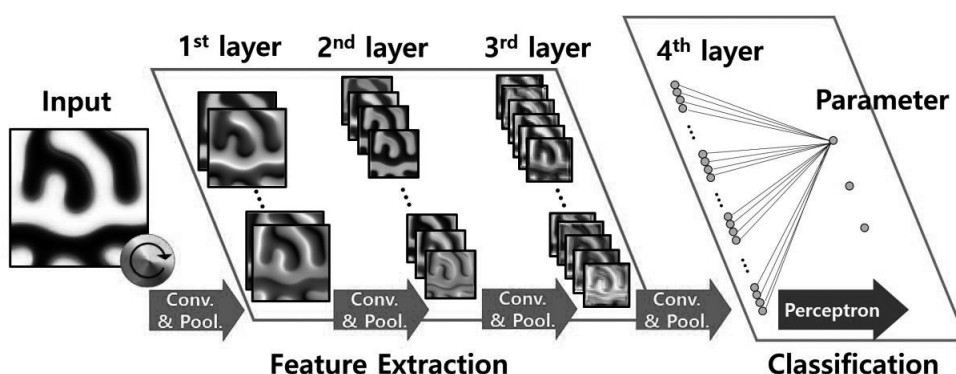 Input
1st layer
2nd layer
3rd layer
4th layer
Parameter
Conv.
& Pool.
Conv.
& Pool.
Conv.
& Pool.
Conv.
& Pool.
Perceptron
Feature Extraction
Classification